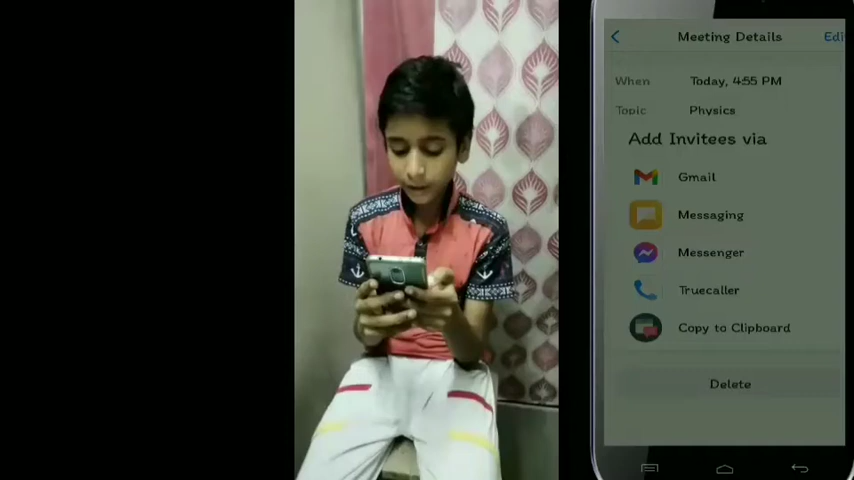 Meeting Details
Edi
When Today, 4:55 PM
Topic Physics
Add Invitees via
Gmail
Messaging
Messenger
Truecaller
Copy to Clipboard
Delete